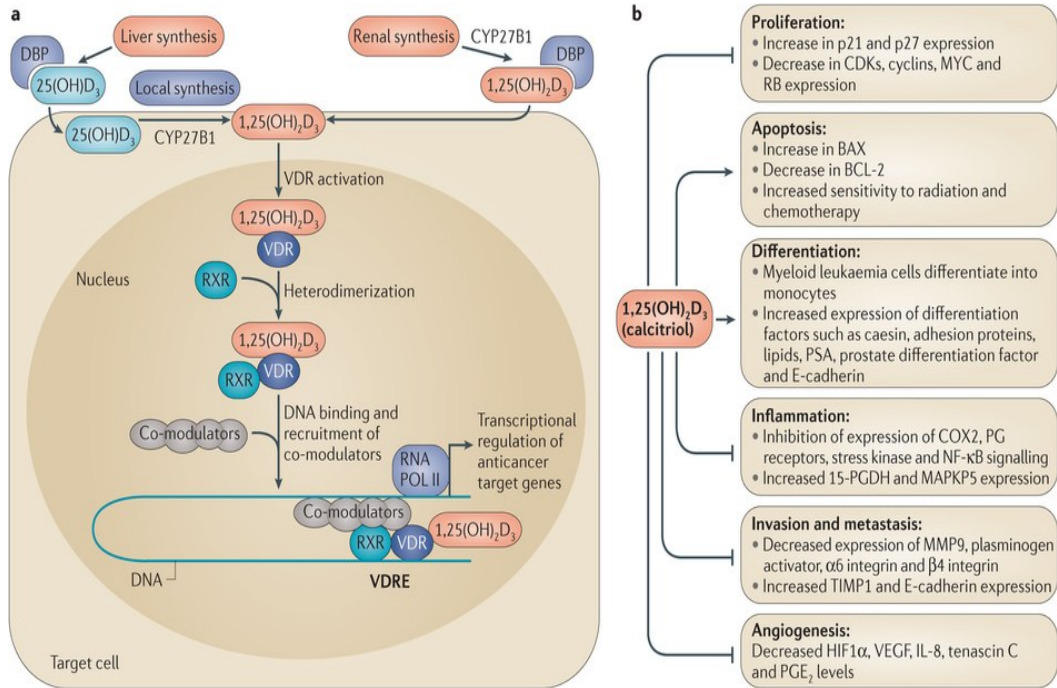 a
Liver synthesis
DBP
25(OH)D₃
Local synthesis
25(OH)D₃
CYP27B1
Renal synthesis
CYP27B1
DBP
1,25(OH)₂D₃
1,25(OH)₂D₃
VDR activation
1,25(OH)₂D₃
VDR
Nucleus
RXR
Heterodimerization
1,25(OH)₂D₃
RXR
VDR
Co-modulators
DNA binding and
recruitment of
co-modulators
Transcriptional
regulation of
anticancer
target genes
RNA
POL II
Co-modulators
RXR
VDR
1,25(OH)₂D₃
DNA
VDRE
Target cell
b
1,25(OH)₂D₃
(calcitriol)
Proliferation:
• Increase in p21 and p27 expression
• Decrease in CDKs, cyclins, MYC and
RB expression
Apoptosis:
• Increase in BAX
• Decrease in BCL-2
• Increased sensitivity to radiation and
chemotherapy
Differentiation:
• Myeloid leukaemia cells differentiate into
monocytes
• Increased expression of differentiation
factors such as caesin, adhesion proteins,
lipids, PSA, prostate differentiation factor
and E-cadherin
Inflammation:
• Inhibition of expression of COX2, PG
receptors, stress kinase and NF-κB signalling
• Increased 15-PGDH and MAPKP5 expression
Invasion and metastasis:
• Decreased expression of MMP9, plasminogen
activator, α6 integrin and β4 integrin
• Increased TIMP1 and E-cadherin expression
Angiogenesis:
Decreased HIF1α, VEGF, IL-8, tenascin C
and PGE₂ levels